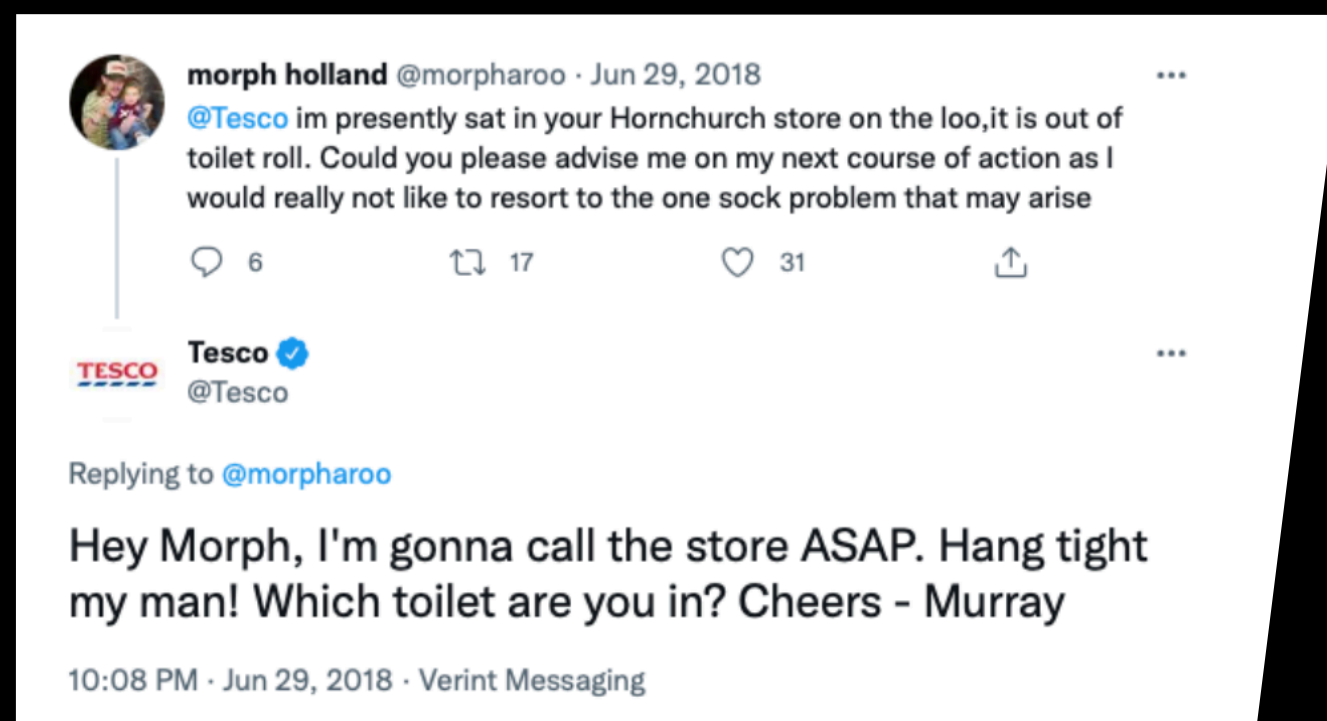 morph holland @morpharoo · Jun 29, 2018
@Tesco im presently sat in your Hornchurch store on the loo,it is out of
toilet roll. Could you please advise me on my next course of action as I
would really not like to resort to the one sock problem that may arise
6 17 31
Tesco
TESCO
@Tesco
Replying to @morpharoo
Hey Morph, I'm gonna call the store ASAP. Hang tight
my man! Which toilet are you in? Cheers - Murray
10:08 PM · Jun 29, 2018 · Verint Messaging